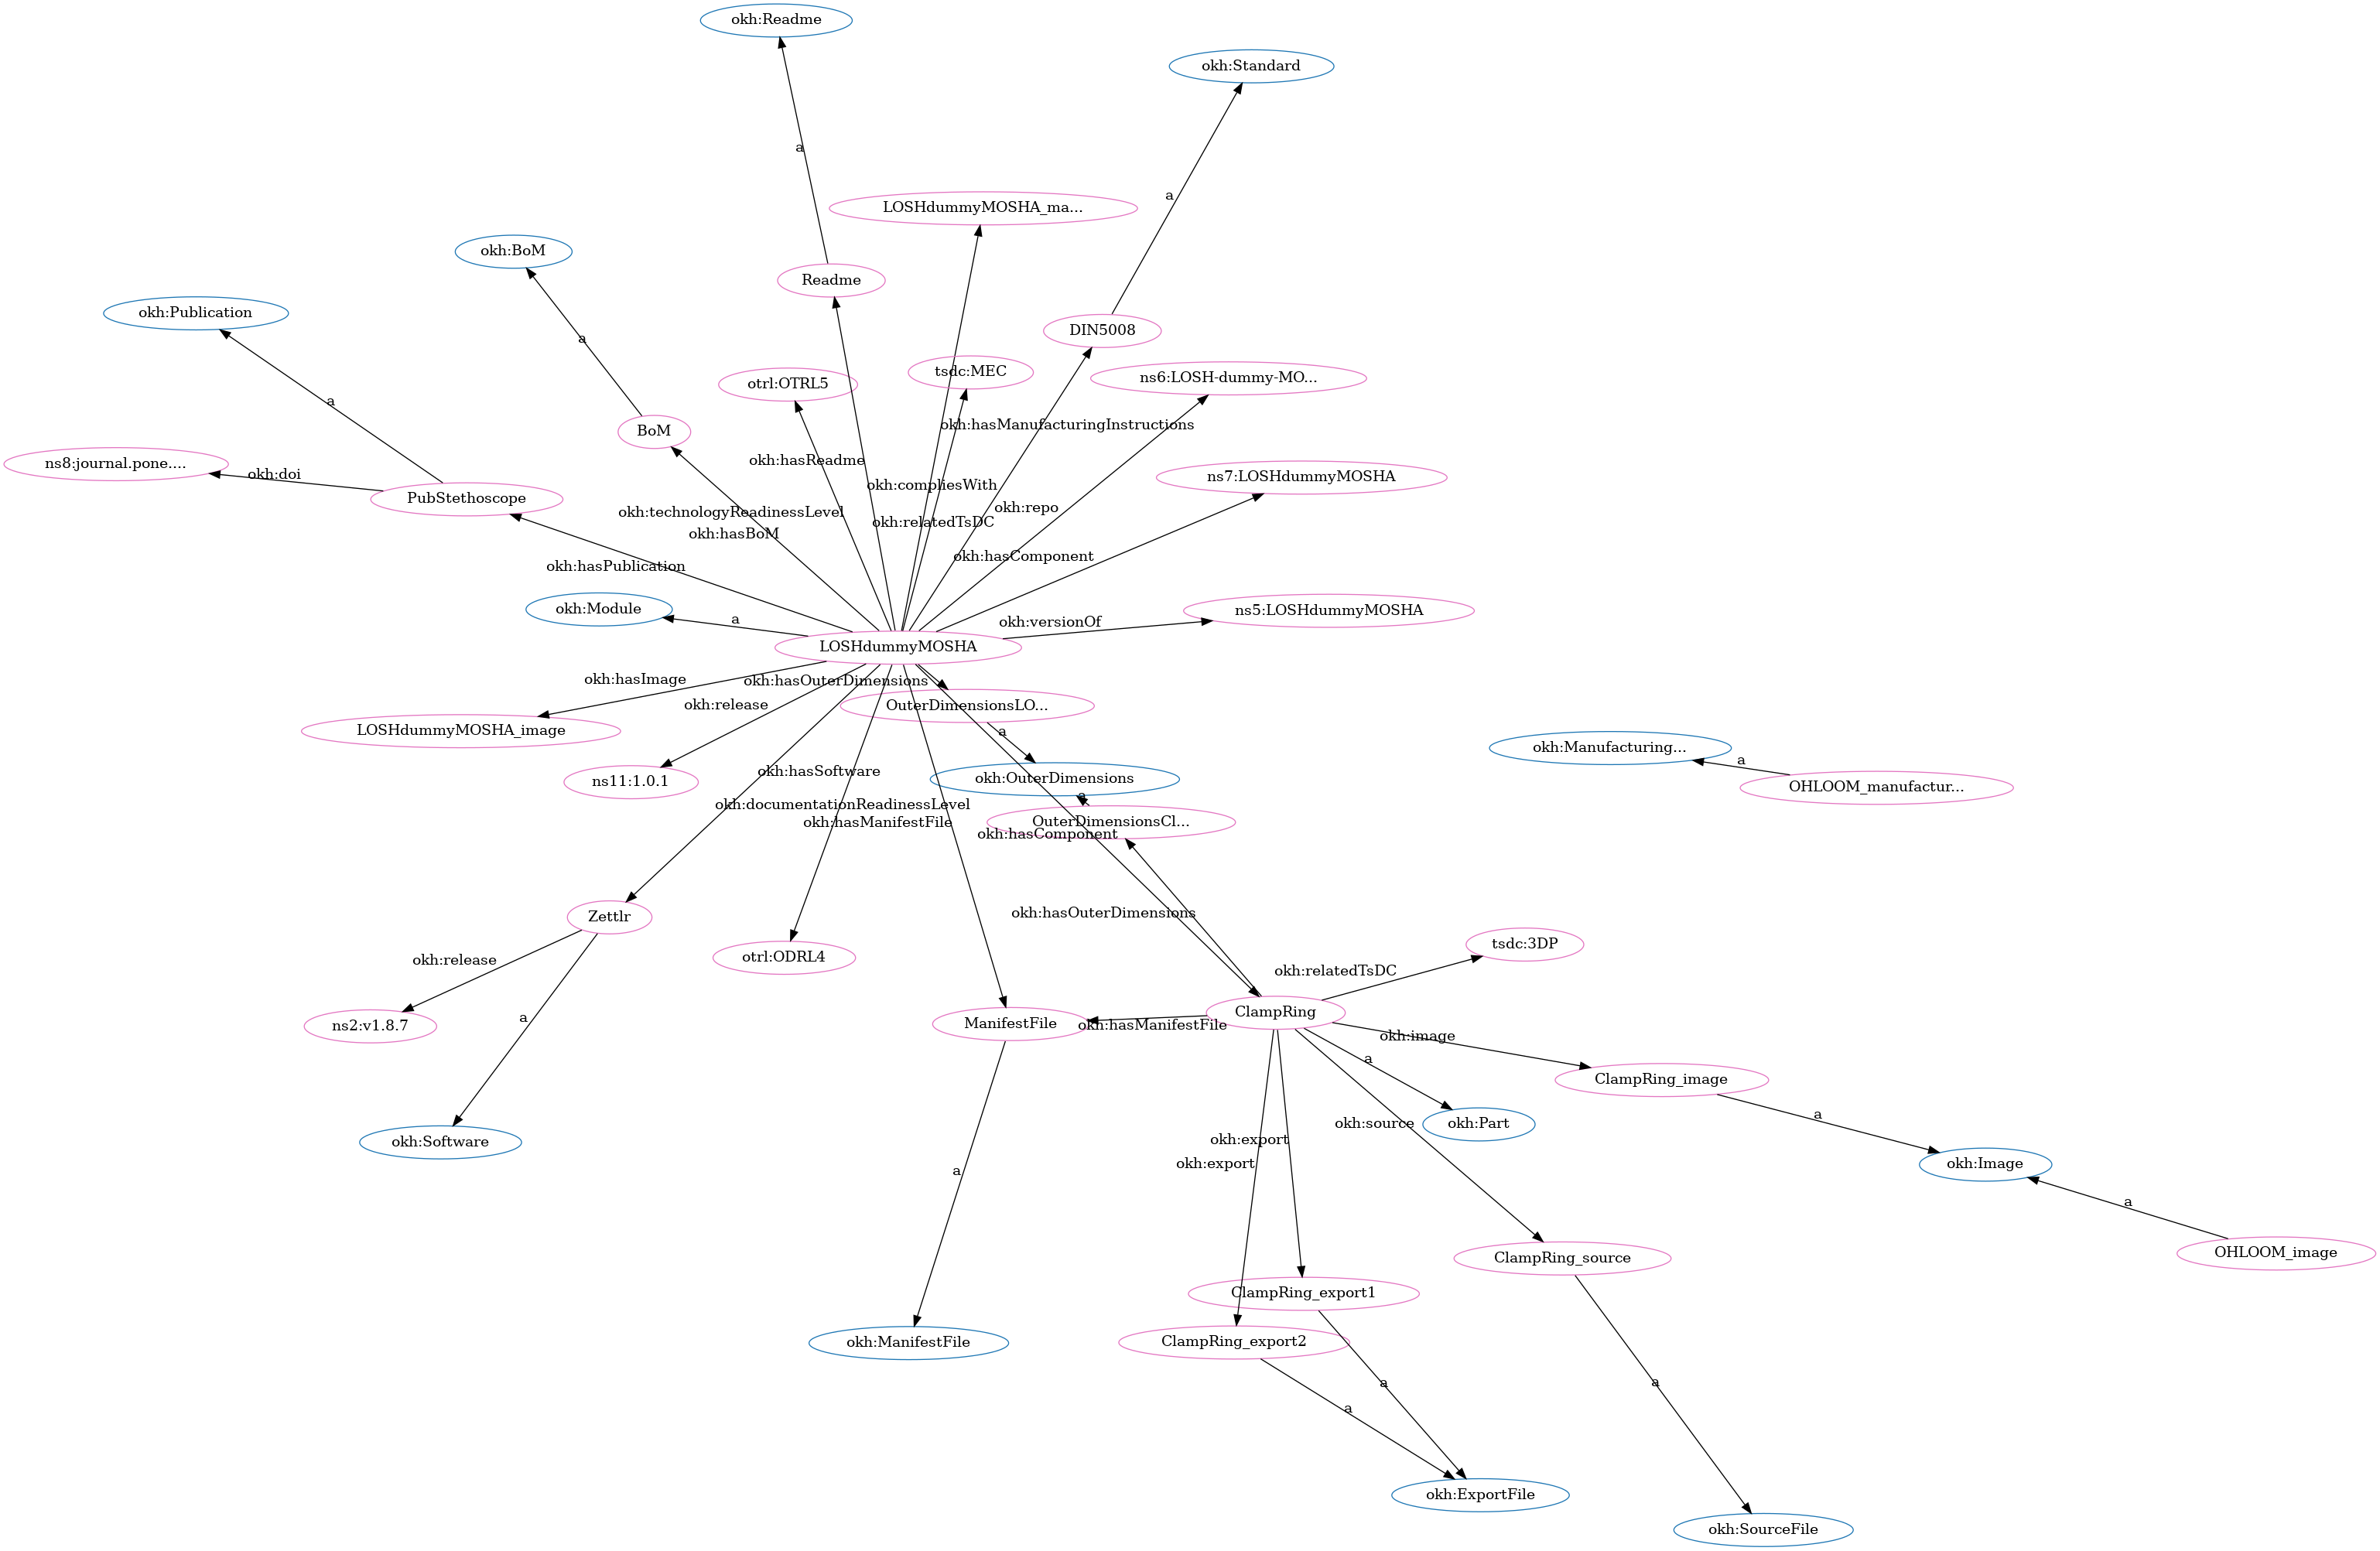 okh:Readme
okh:Standard
a
a
LOSHdummyMOSHA_ma...
okh:BoM
Readme
okh:Publication
DIN5008
a
tsdc:MEC
ns6:LOSH-dummy-MO...
otrl:OTRL5
a
okh:hasManufacturingInstructions
BoM
okh:hasReadme
ns8:journal.pone....
okh:doi
ns7:LOSHdummyMOSHA
okh:compliesWith
PubStethoscope
okh:repo
okh:technologyReadinessLevel
okh:relatedTsDC
okh:hasBoM
okh:hasComponent
okh:hasPublication
okh:Module
a
okh:versionOf
ns5:LOSHdummyMOSHA
LOSHdummyMOSHA
okh:hasImage
okh:hasOuterDimensions
okh:release
OuterDimensionsLO...
LOSHdummyMOSHA_image
a
okh:Manufacturing...
a
okh:hasSoftware
okh:OuterDimensions
ns11:1.0.1
OHLOOM_manufactur...
a
okh:documentationReadinessLevel
okh:hasManifestFile
OuterDimensionsCl...
okh:hasComponent
Zettlr
okh:hasOuterDimensions
tsdc:3DP
okh:release
otrl:ODRL4
okh:relatedTsDC
ClampRing
a
ns2:v1.8.7
ManifestFile
okh:hasManifestFile
okh:image
a
ClampRing_image
a
okh:source
okh:Part
okh:Software
okh:export
okh:export
okh:Image
a
a
OHLOOM_image
ClampRing_source
ClampRing_export1
okh:ManifestFile
ClampRing_export2
a
a
a
okh:ExportFile
okh:SourceFile